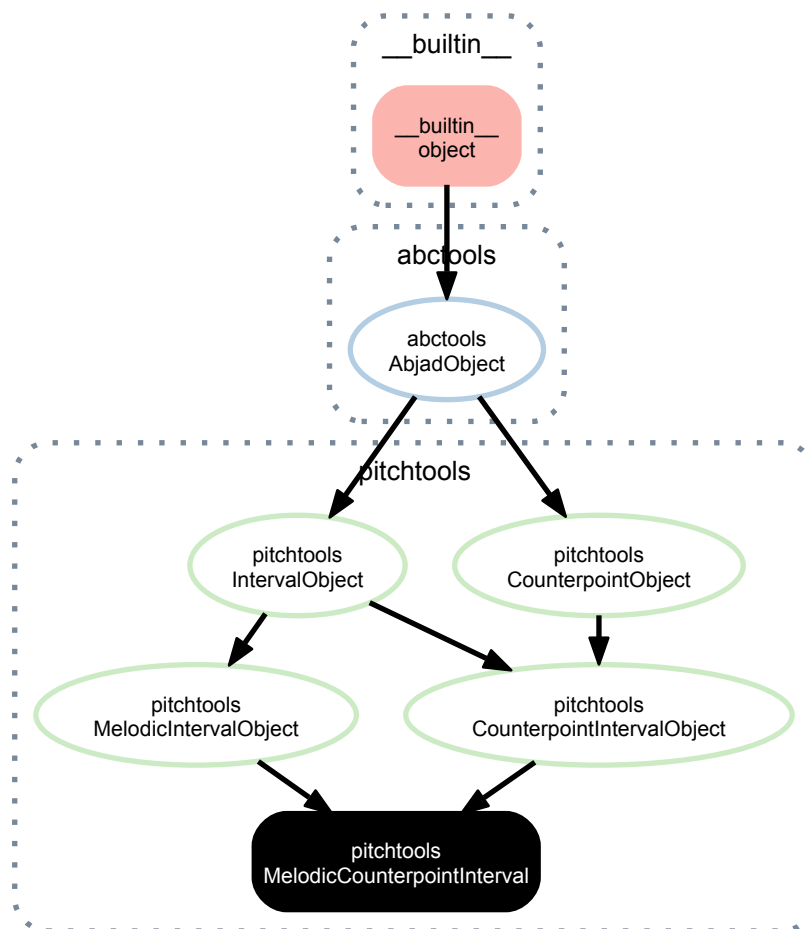 __builtin__
__builtin__
object
abctools
abctools
AbjadObject
pitchtools
pitchtools
IntervalObject
pitchtools
CounterpointObject
pitchtools
MelodicIntervalObject
pitchtools
CounterpointIntervalObject
pitchtools
MelodicCounterpointInterval